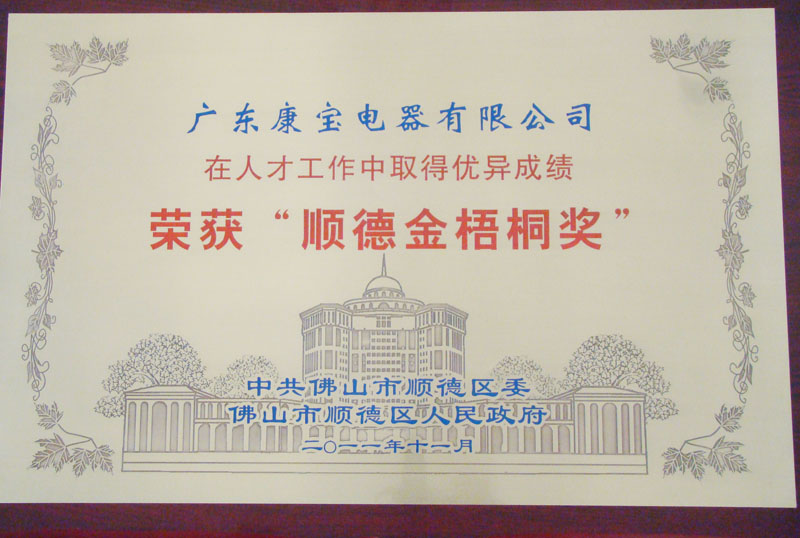 广东康宝电器有限公司
在人才工作中取得优异成绩
荣获“顺德金梧桐奖”
中共佛山市顺德区委
佛山市顺德区人民政府
二〇一一年十一月